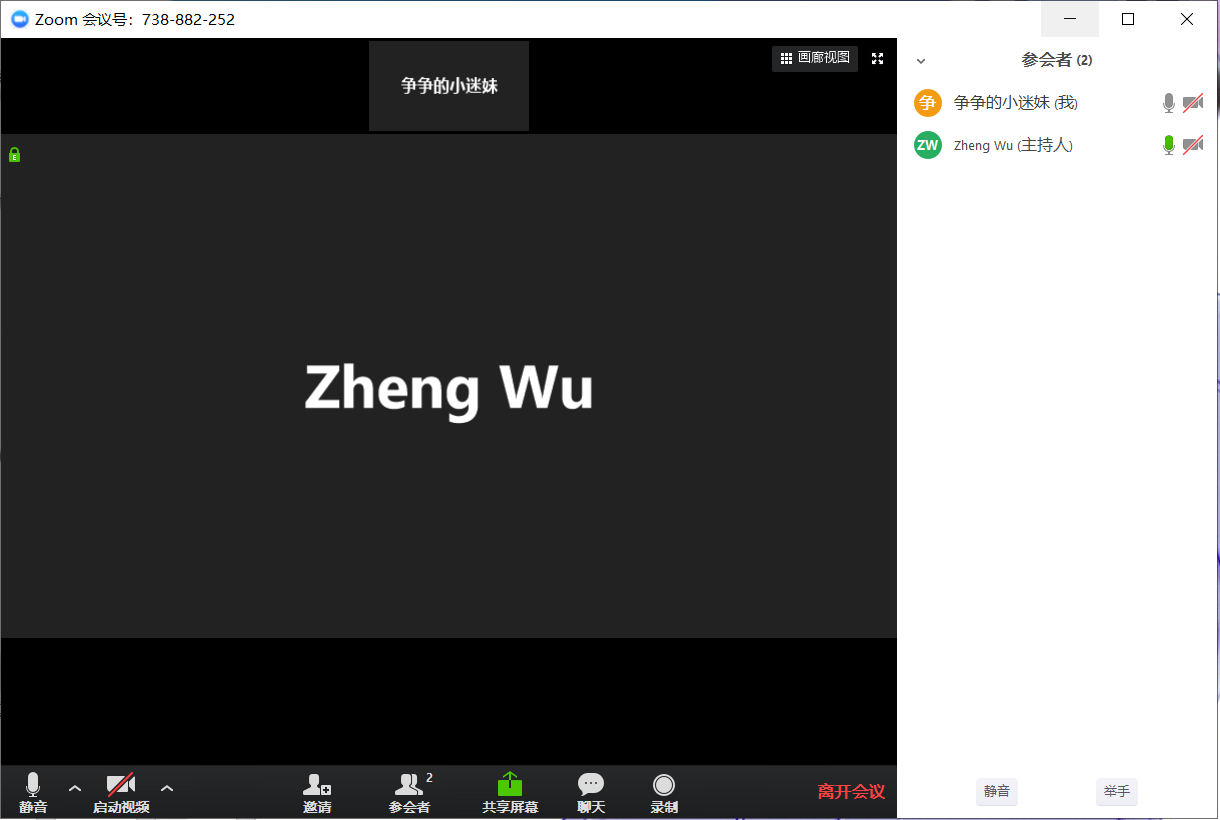 Zoom 会议号：738-882-252
争争的小迷妹
画廊视图
E
Zheng Wu
参会者 (2)
争 争争的小迷妹 (我)
ZW Zheng Wu (主持人)
静音
启动视频
邀请
参会者 2
共享屏幕
聊天
录制
离开会议
静音
举手